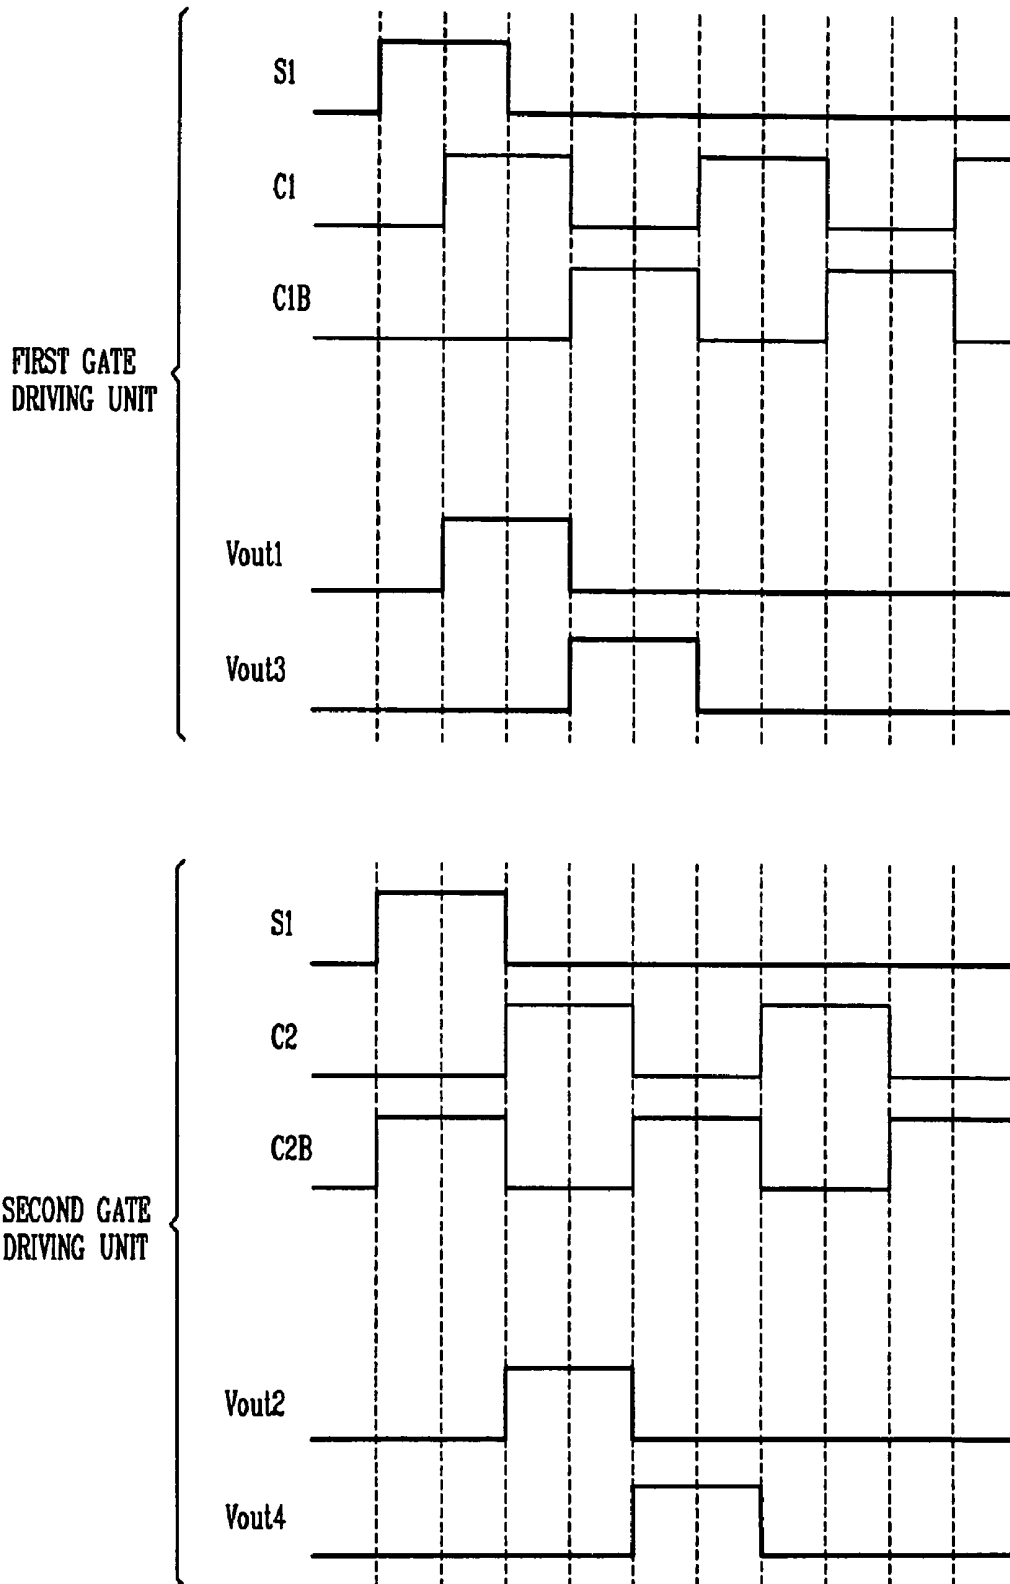 S1
C1
C1B
FIRST GATE
DRIVING UNIT
Vout1
Vout3
S1
C2
C2B
SECOND GATE
DRIVING UNIT
Vout2
Vout4